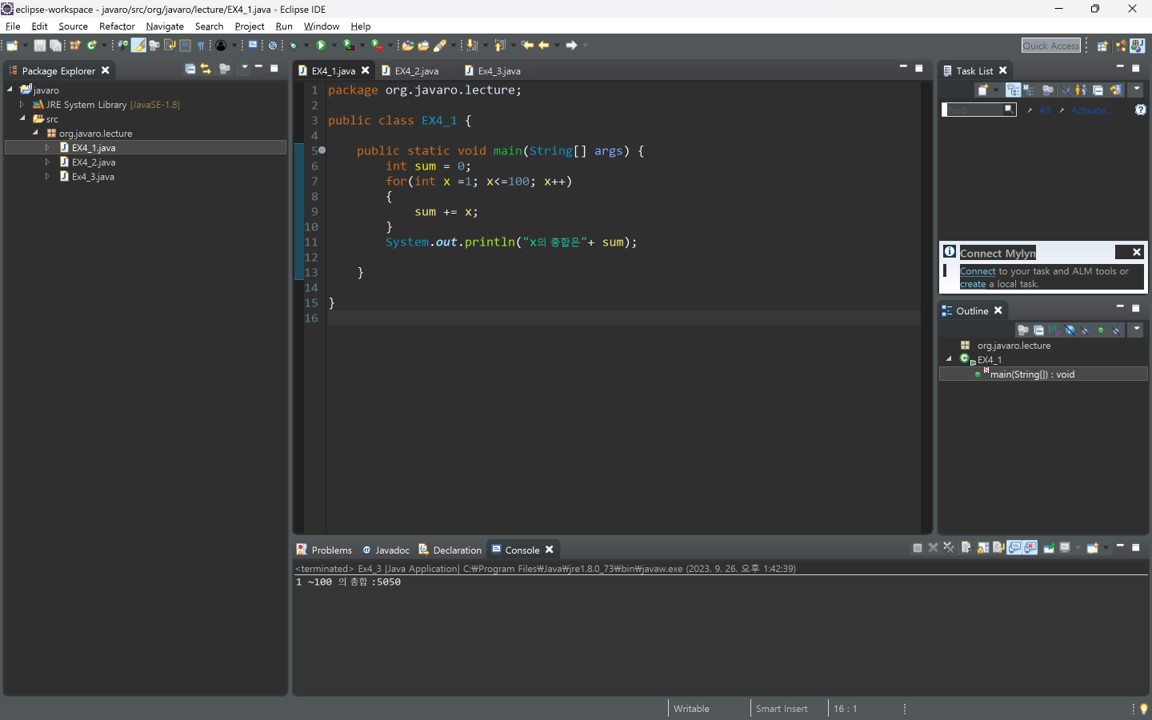 eclipse-workspace - javaro/src/org/javaro/lecture/EX4_1.java - Eclipse IDE
File Edit Source Refactor Navigate Search Project Run Window Help
Quick Access
Package Explorer
javaro
JRE System Library [JavaSE-1.8]
src
org.javaro.lecture
EX4_1.java
EX4_2.java
Ex4_3.java
EX4_1.java EX4_2.java Ex4_3.java
1 package org.javaro.lecture;
2
3 public class EX4_1 {
4
5 public static void main(String[] args) {
6 int sum = 0;
7 for(int x =1; x<=100; x++)
8 {
9 sum += x;
10 }
11 System.out.println("x의 총합은"+ sum);
12
13 }
14
15 }
16
Task List
All Activate...
Connect Mylyn
Connect to your task and ALM tools or
create a local task.
Outline
org.javaro.lecture
EX4_1
main(String[]) : void
Problems Javadoc Declaration Console
<terminated> Ex4_3 [Java Application] C:₩Program Files₩Java₩jre1.8.0_73₩bin₩javaw.exe (2023. 9. 26. 오후 1:42:39)
1 ~100 의 총합 :5050
Writable Smart Insert 16 : 1